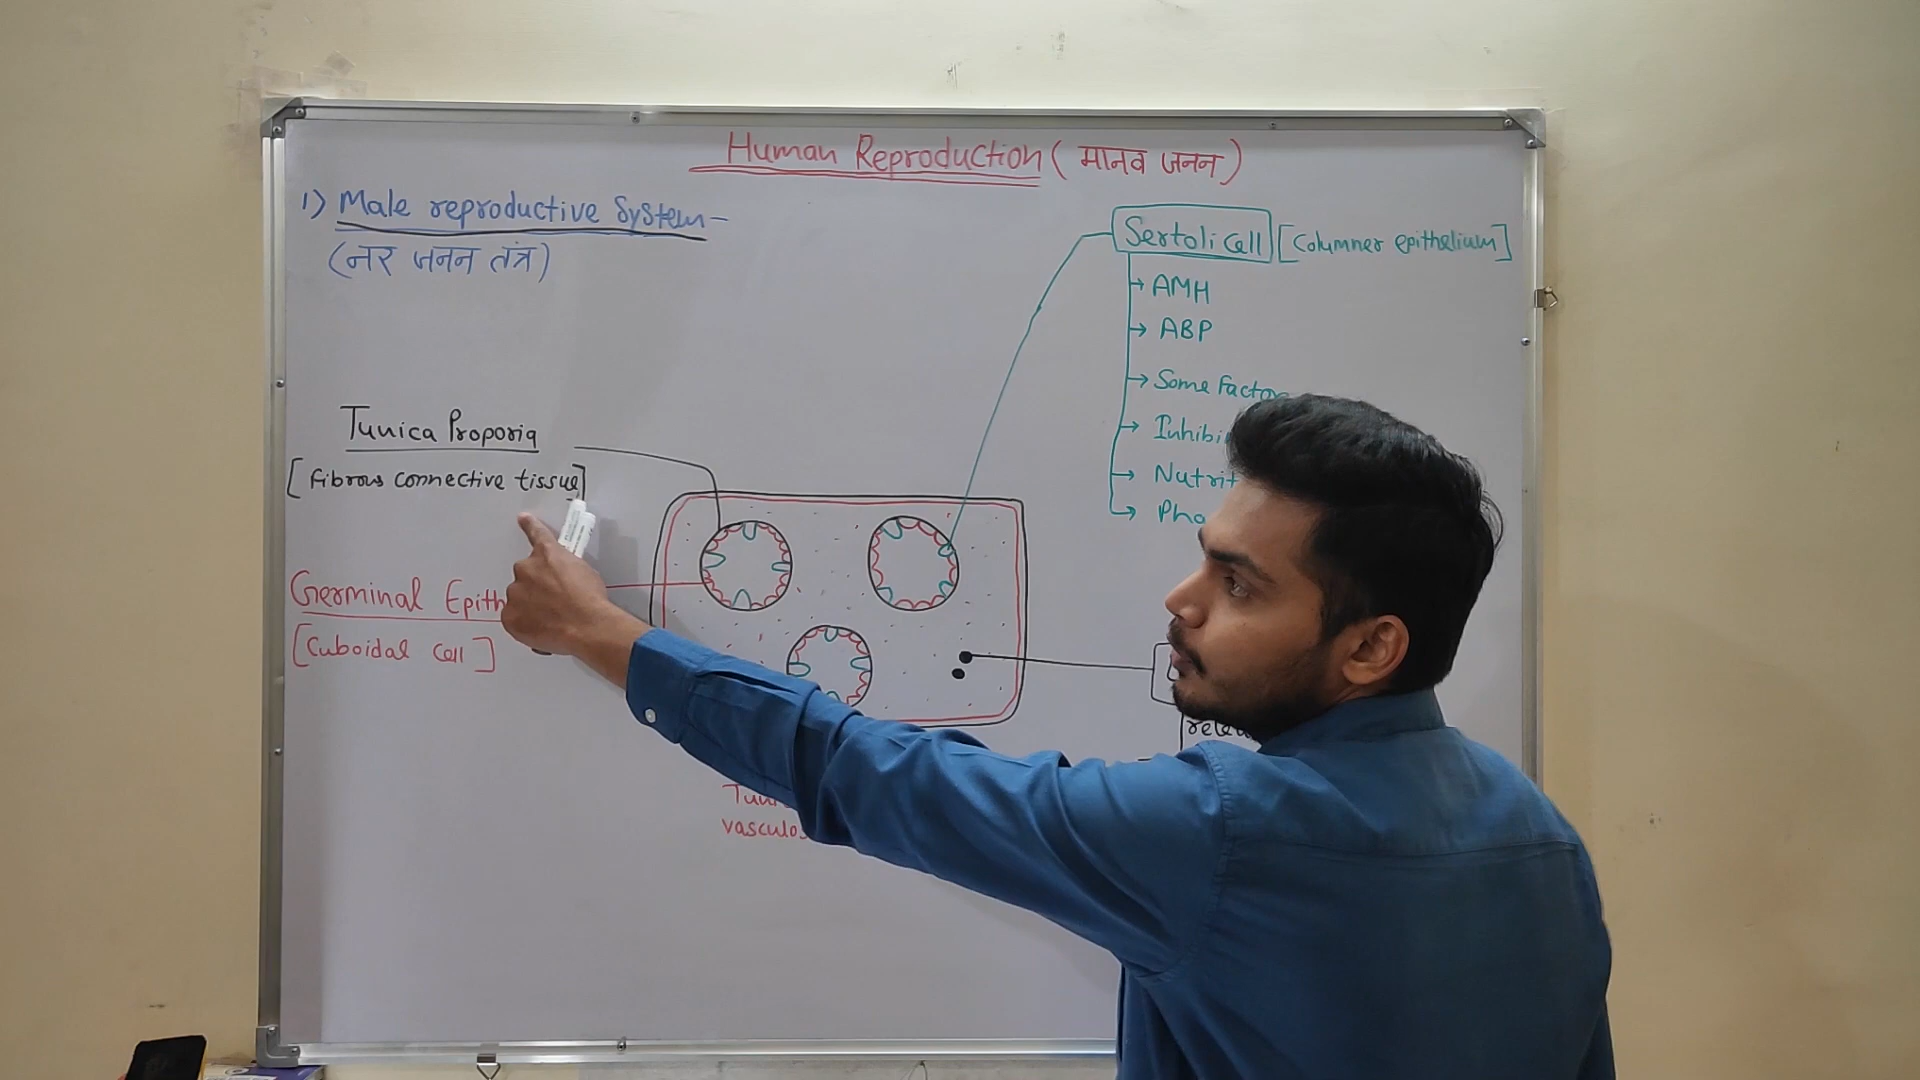 Human Reproduction (मानव जनन)
1) Male reproductive System-
(नर जनन तंत्र)
Sertoli cell [Columner epithelium]
→ AMH
→ ABP
→ Some Factor
→
→
→
Tunica Proporia
[fibrous connective tissue]
Germinal
[Cuboidal cell]